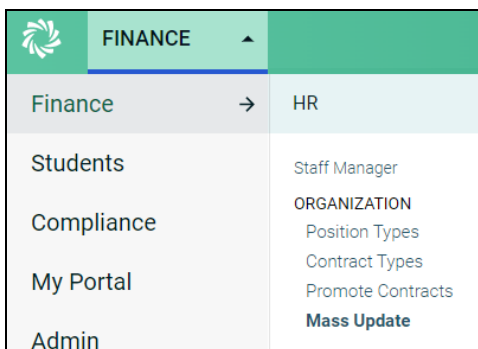 FINANCE
Finance
Students
Compliance
My Portal
Admin
HR
Staff Manager
ORGANIZATION
Position Types
Contract Types
Promote Contracts
Mass Update